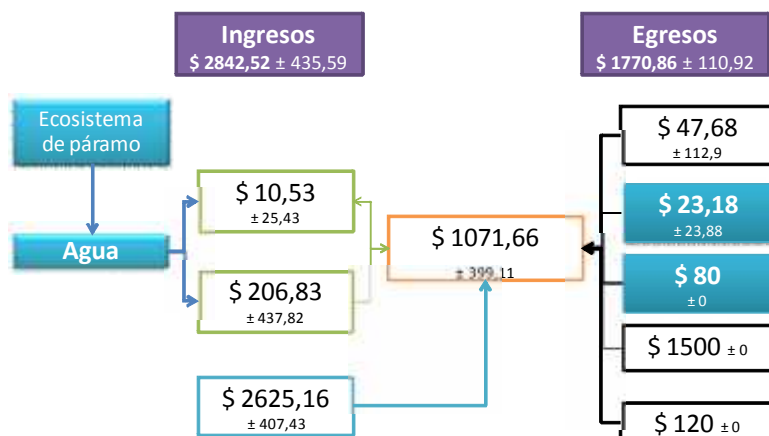 Ingresos
$ 2842,52 ± 435,59
Egresos
$ 1770,86 ± 110,92
Ecosistema
de páramo
Agua
$ 10,53
± 25,43
$ 206,83
± 437,82
$ 2625,16
± 407,43
$ 1071,66
± 399,11
$ 47,68
± 112,9
$ 23,18
± 23,88
$ 80
± 0
$ 1500 ± 0
$ 120 ± 0